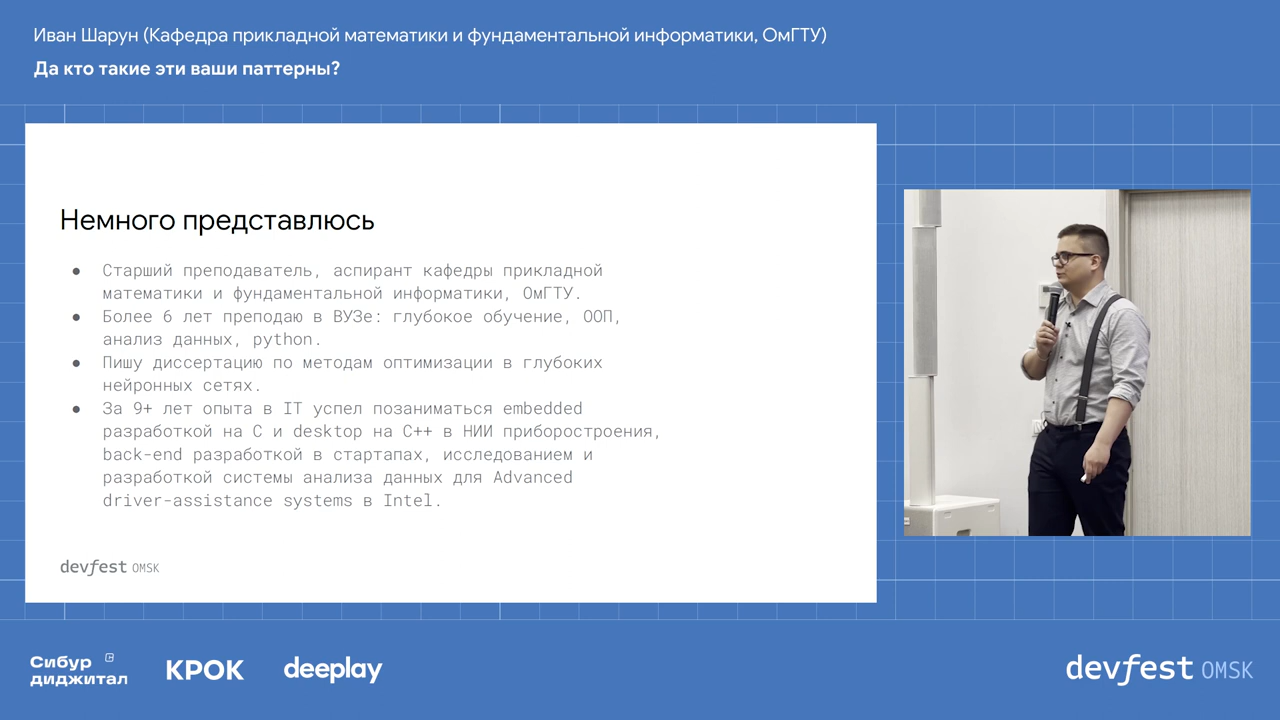 Иван Шарун (Кафедра прикладной математики и фундаментальной информатики, ОмГТУ)
Да кто такие эти ваши паттерны?
Немного представлюсь
● Старший преподаватель, аспирант кафедры прикладной
математики и фундаментальной информатики, ОмГТУ.
● Более 6 лет преподаю в ВУЗе: глубокое обучение, ООП,
анализ данных, python.
● Пишу диссертацию по методам оптимизации в глубоких
нейронных сетях.
● За 9+ лет опыта в IT успел позаниматься embedded
разработкой на С и desktop на С++ в НИИ приборостроения,
back-end разработкой в стартапах, исследованием и
разработкой системы анализа данных для Advanced
driver-assistance systems в Intel.
devfest OMSK
Сибур
диджитал
КРОК
deeplay
devfest OMSK